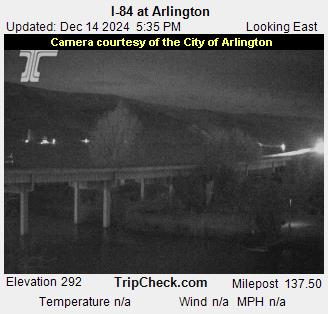 I-84 at Arlington
Updated: Dec 14 2024 5:35 PM Looking East
Camera courtesy of the City of Arlington
Elevation 292 TripCheck.com Milepost 137.50
Temperature n/a Wind n/a MPH n/a